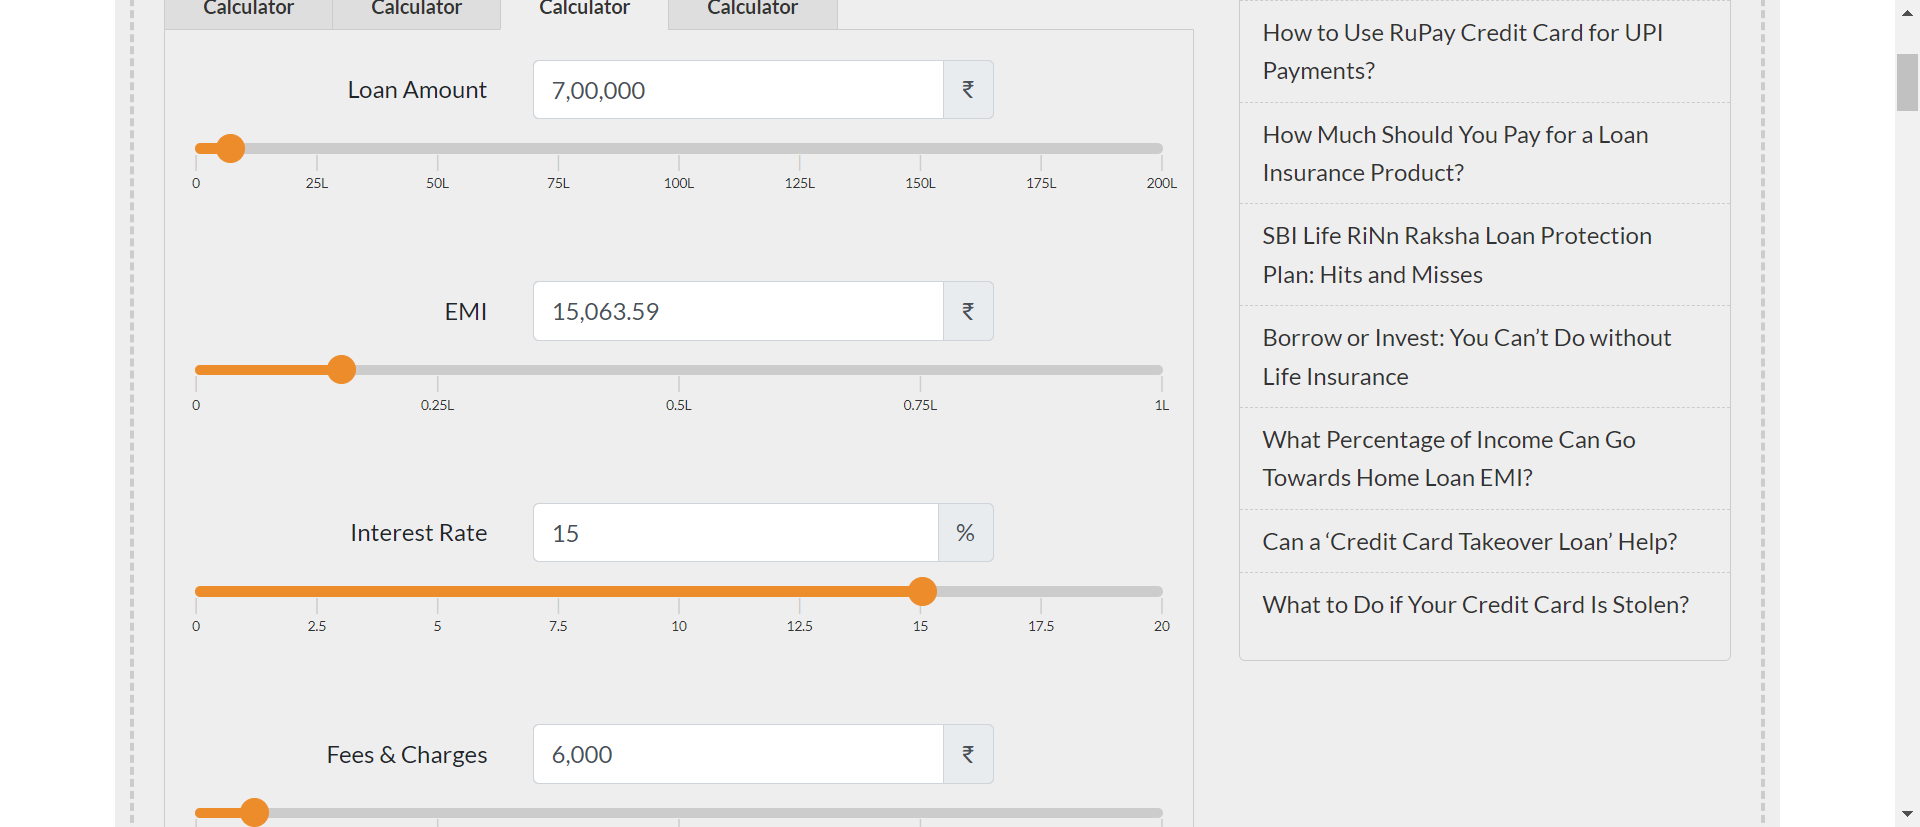 Calculator Calculator Calculator Calculator
Loan Amount 7,00,000 ₹
0 25L 50L 75L 100L 125L 150L 175L 200L
EMI 15,063.59 ₹
0 0.25L 0.5L 0.75L 1L
Interest Rate 15 %
0 2.5 5 7.5 10 12.5 15 17.5 20
Fees & Charges 6,000 ₹
How to Use RuPay Credit Card for UPI
Payments?
How Much Should You Pay for a Loan
Insurance Product?
SBI Life RiNn Raksha Loan Protection
Plan: Hits and Misses
Borrow or Invest: You Can’t Do without
Life Insurance
What Percentage of Income Can Go
Towards Home Loan EMI?
Can a ‘Credit Card Takeover Loan’ Help?
What to Do if Your Credit Card Is Stolen?